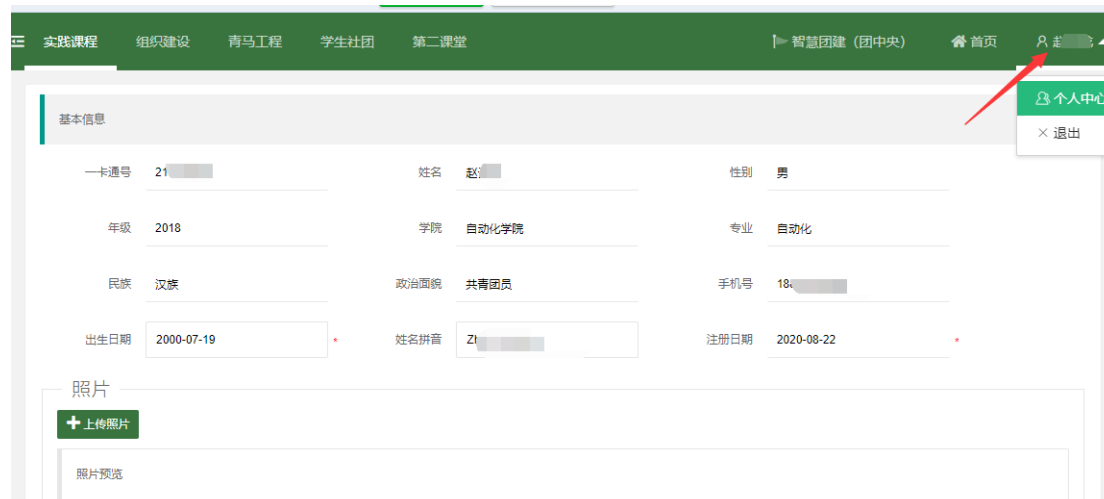 实践课程 组织建设 青马工程 学生社团 第二课堂 智慧团建（团中央） 首页
个人中心
退出
基本信息
一卡通号 21 姓名 赵 性别 男
年级 2018 学院 自动化学院 专业 自动化
民族 汉族 政治面貌 共青团员 手机号 18
出生日期 2000-07-19 * 姓名拼音 Zh 注册日期 2020-08-22 *
照片
上传照片
照片预览